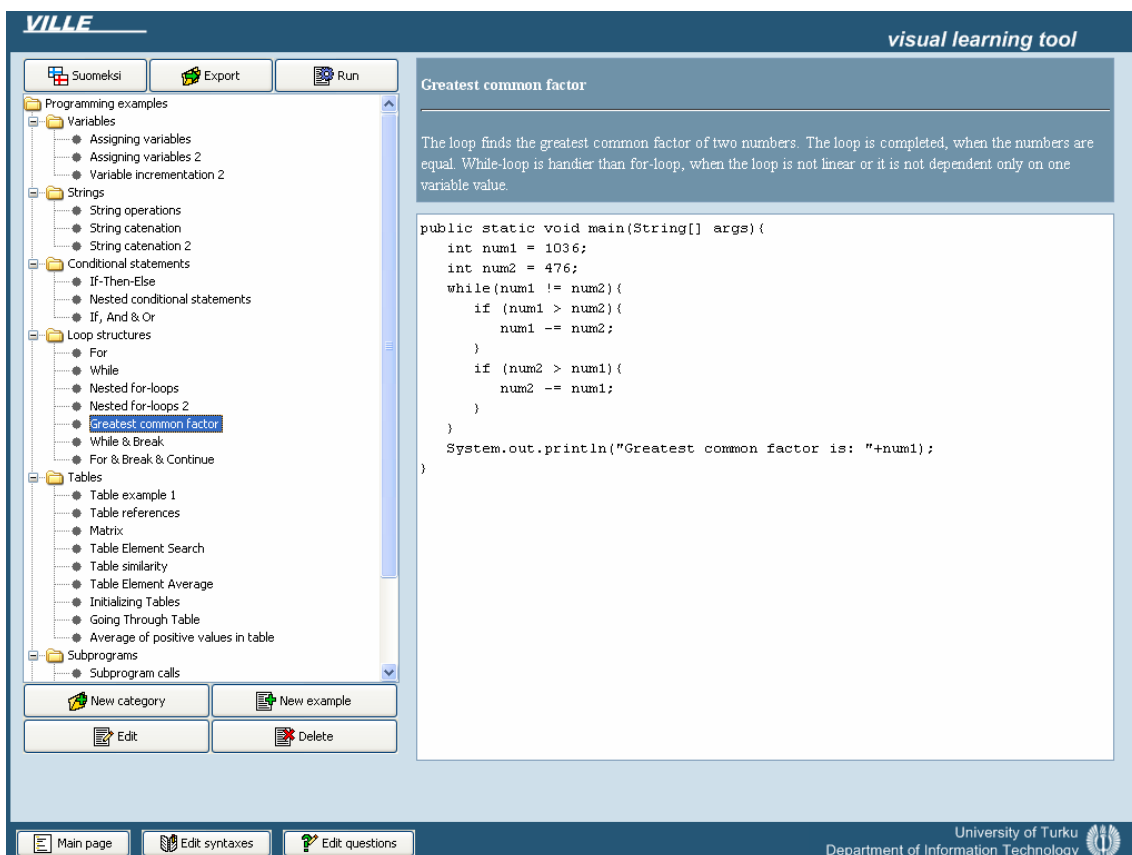 VILLE
visual learning tool
Suomeksi
Export
Run
Programming examples
Variables
Assigning variables
Assigning variables 2
Variable incrementation 2
Strings
String operations
String catenation
String catenation 2
Conditional statements
If-Then-Else
Nested conditional statements
If, And & Or
Loop structures
For
While
Nested for-loops
Nested for-loops 2
Greatest common factor
While & Break
For & Break & Continue
Tables
Table example 1
Table references
Matrix
Table Element Search
Table similarity
Table Element Average
Initializing Tables
Going Through Table
Average of positive values in table
Subprograms
Subprogram calls
New category
New example
Edit
Delete
Greatest common factor
The loop finds the greatest common factor of two numbers. The loop is completed, when the numbers are
equal. While-loop is handier than for-loop, when the loop is not linear or it is not dependent only on one
variable value.
public static void main(String[] args){
   int num1 = 1036;
   int num2 = 476;
   while(num1 != num2){
      if (num1 > num2){
         num1 -= num2;
      }
      if (num2 > num1){
         num2 -= num1;
      }
   }
   System.out.println("Greatest common factor is: "+num1);
}
Main page
Edit syntaxes
Edit questions
University of Turku
Department of Information Technology